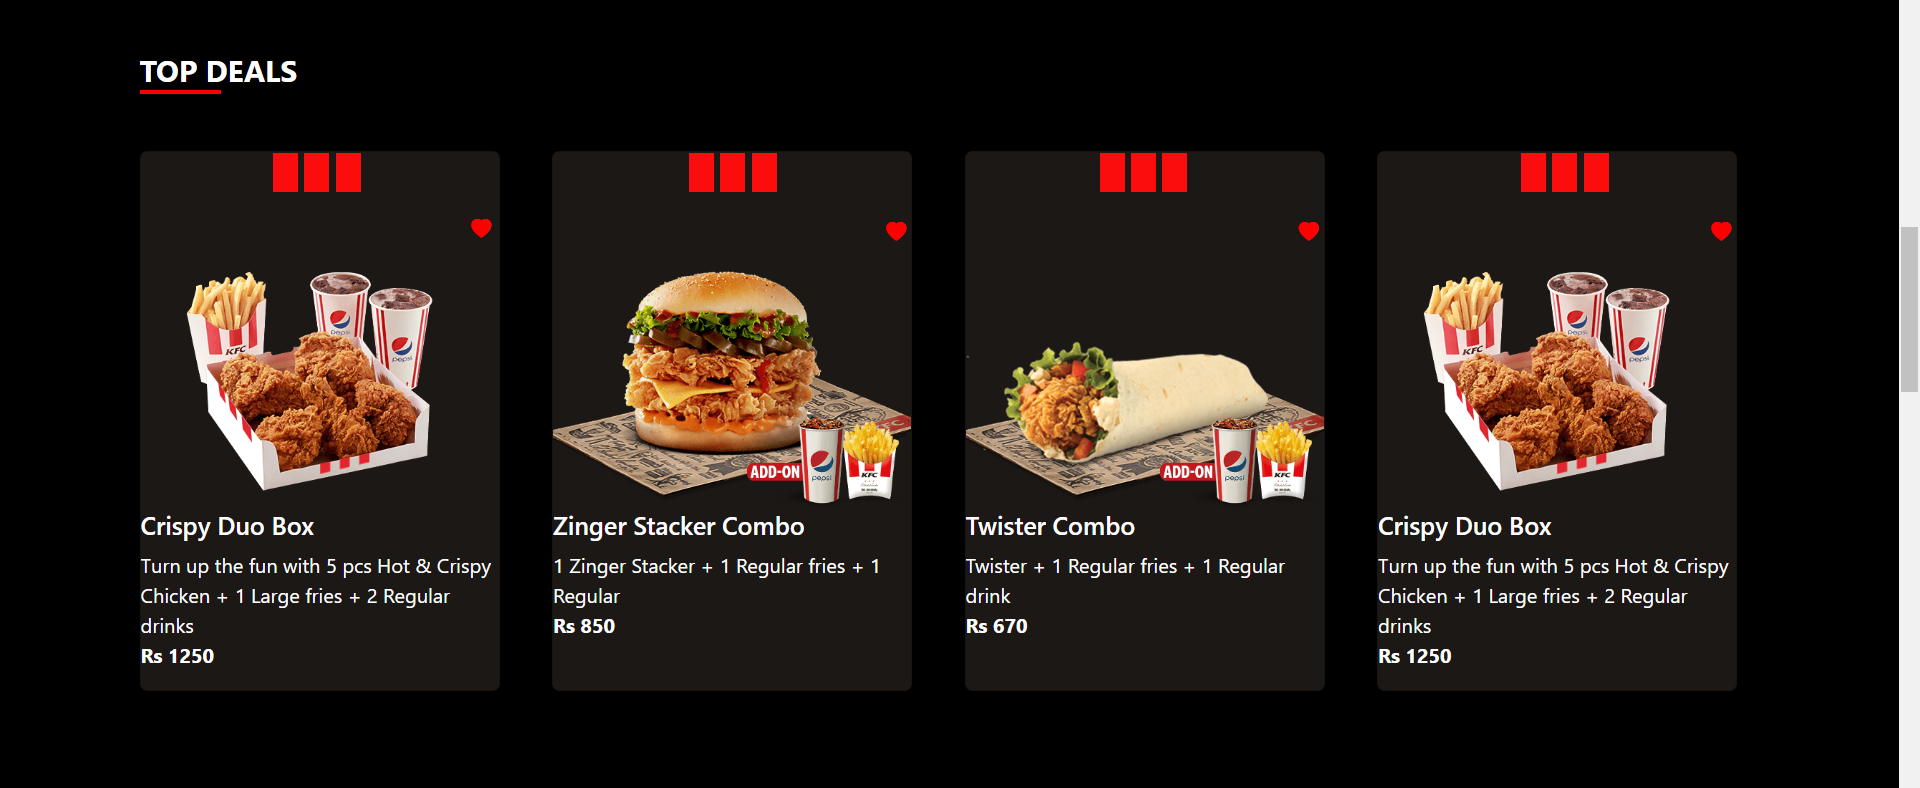 TOP DEALS
KFC
pepsi
pepsi
Crispy Duo Box
Turn up the fun with 5 pcs Hot & Crispy
Chicken + 1 Large fries + 2 Regular
drinks
Rs 1250
ADD-ON
pepsi
KFC
Zinger Stacker Combo
1 Zinger Stacker + 1 Regular fries + 1
Regular
Rs 850
ADD-ON
pepsi
KFC
Twister Combo
Twister + 1 Regular fries + 1 Regular
drink
Rs 670
KFC
pepsi
pepsi
Crispy Duo Box
Turn up the fun with 5 pcs Hot & Crispy
Chicken + 1 Large fries + 2 Regular
drinks
Rs 1250